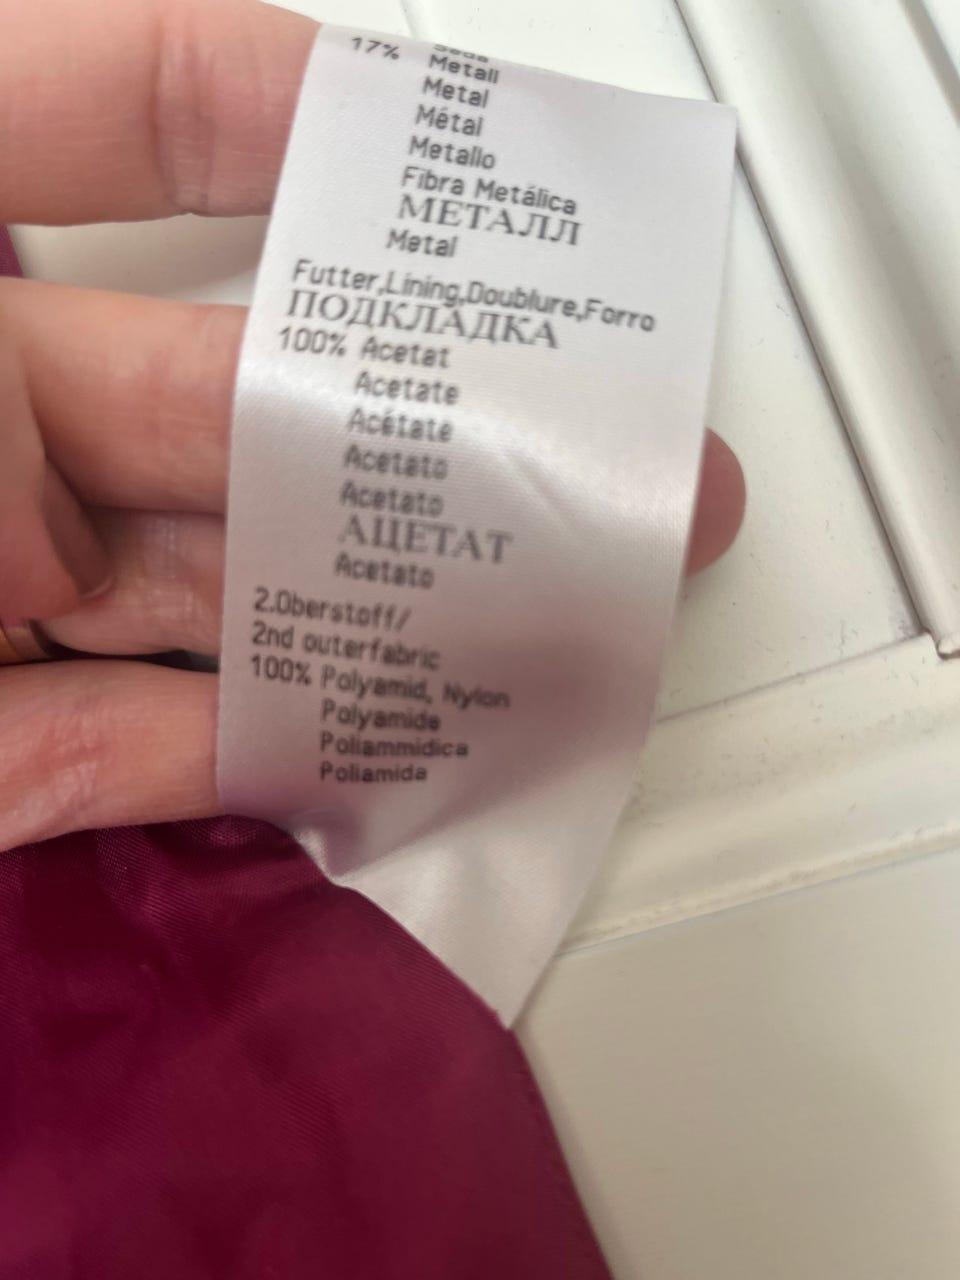 Seda
17% Metall
Metal
Métal
Metallo
Fibra Metálica
МЕТАЛЛ
Metal
Futter,Lining,Doublure,Forro
ПОДКЛАДКА
100% Acetat
Acetate
Acétate
Acetato
Acetato
АЦЕТАТ
Acetato
2.Oberstoff/
2nd outerfabric
100% Polyamid, Nylon
Polyamide
Poliammidica
Poliamida